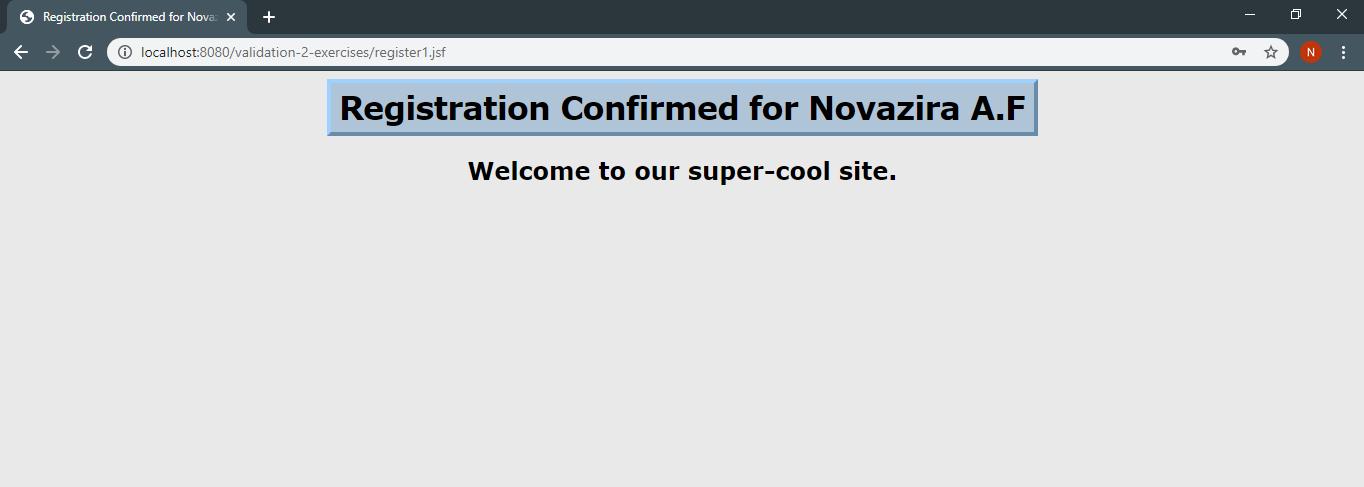 Registration Confirmed for Nova
localhost:8080/validation-2-exercises/register1.jsf
N
Registration Confirmed for Novazira A.F
Welcome to our super-cool site.